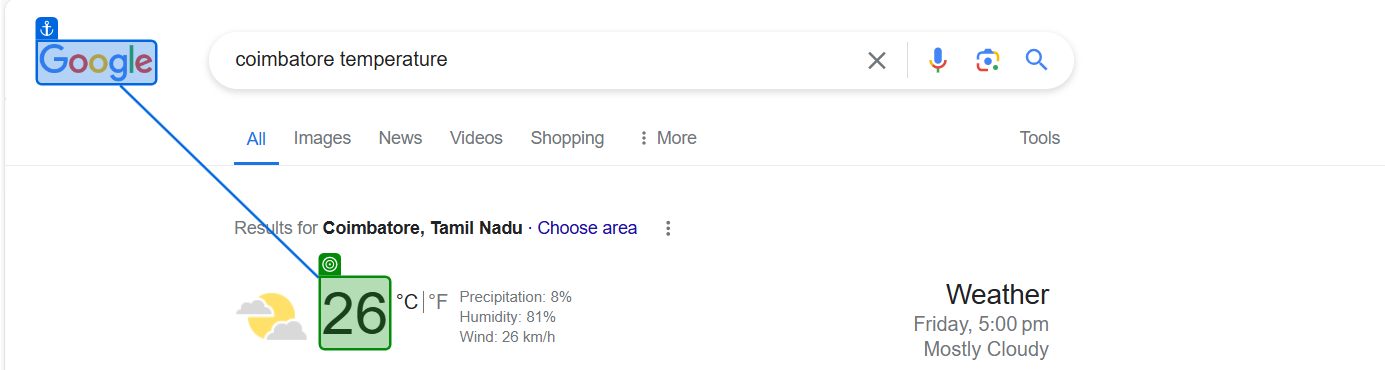 Google
coimbatore temperature
All Images News Videos Shopping More Tools
Results for Coimbatore, Tamil Nadu · Choose area
26 °C | °F
Precipitation: 8%
Humidity: 81%
Wind: 26 km/h
Weather
Friday, 5:00 pm
Mostly Cloudy